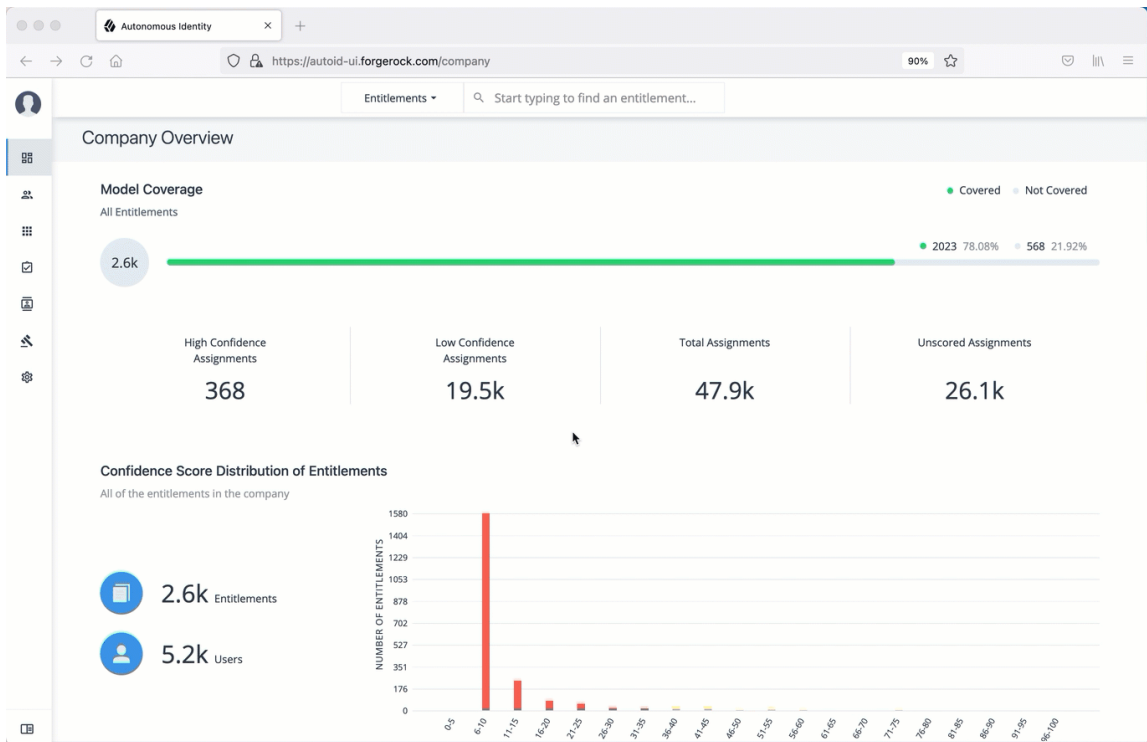 Autonomous Identity
https://autoid-ui.forgerock.com/company
90%
Entitlements
Start typing to find an entitlement...
Company Overview
Model Coverage
Covered Not Covered
All Entitlements
2023 78.08% 568 21.92%
2.6k
High Confidence Assignments
368
Low Confidence Assignments
19.5k
Total Assignments
47.9k
Unscored Assignments
26.1k
Confidence Score Distribution of Entitlements
All of the entitlements in the company
2.6k Entitlements
5.2k Users
NUMBER OF ENTITLEMENTS
1580
1404
1229
1053
878
702
527
351
176
0
0-5 6-10 11-15 16-20 21-25 26-30 31-35 36-40 41-45 46-50 51-55 56-60 61-65 66-70 71-75 76-80 81-85 86-90 91-95 96-100